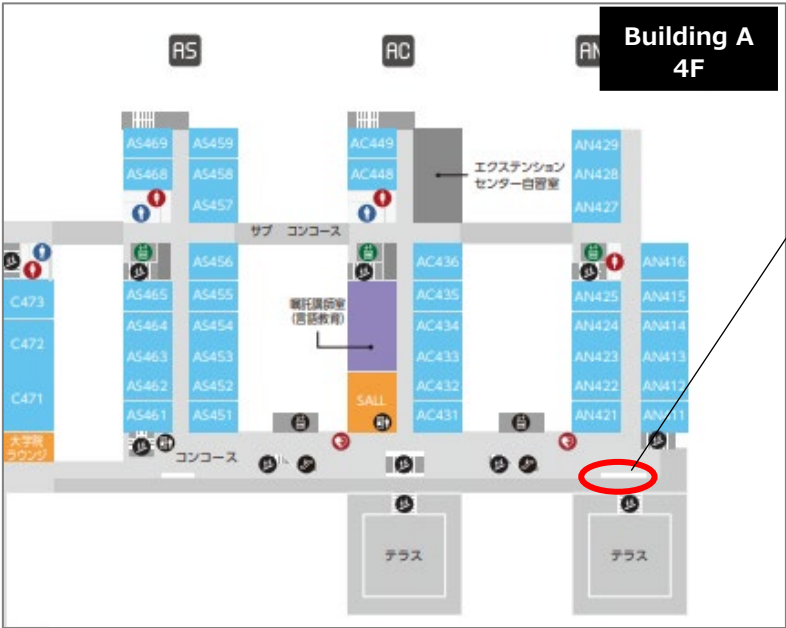 AS
AC
AN
Building A
4F
AS469
AS459
AC449
AN429
AS468
AS458
AC448
エクステンション
センター自習室
AN428
AS457
AN427
サブ コンコース
AS456
AC436
AN416
C473
AS465
AS455
嘱託講師室
(言語教育)
AC435
AN425
AN415
C472
AS464
AS454
AC434
AN424
AN414
AS463
AS453
AC433
AN423
AN413
C471
AS462
AS452
SALL
AC432
AN422
AN412
AS461
AS451
AC431
AN421
AN411
大学院
ラウンジ
コンコース
テラス
テラス